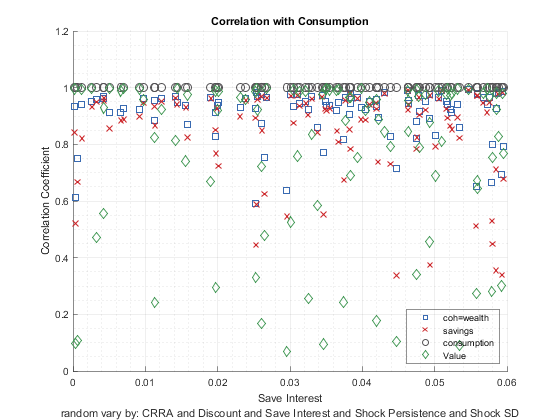 Correlation with Consumption
1.2
1
0.8
0.6
0.4
0.2
0
Correlation Coefficient
coh=wealth
savings
consumption
Value
0
0.01
0.02
0.03
0.04
0.05
0.06
Save Interest
random vary by: CRRA and Discount and Save Interest and Shock Persistence and Shock SD